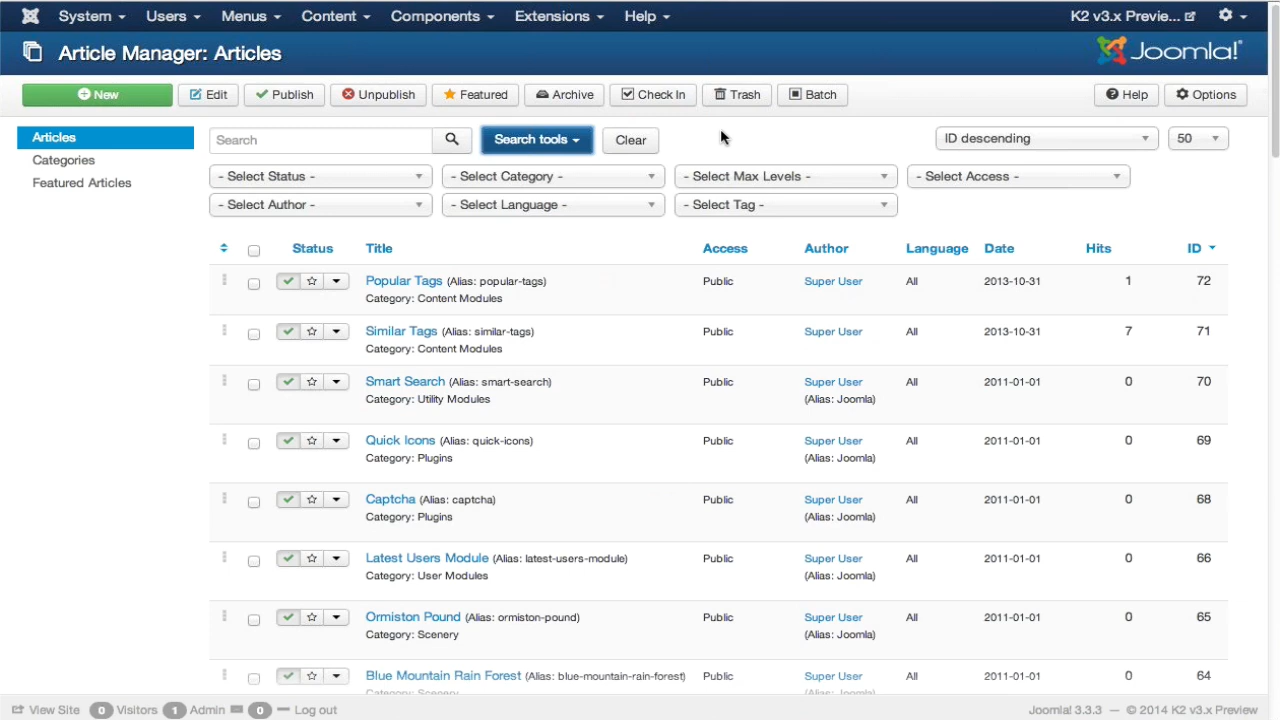 System Users Menus Content Components Extensions Help K2 v3.x Previe...
Article Manager: Articles Joomla!®
New Edit Publish Unpublish Featured Archive Check In Trash Batch Help Options
Articles Search Search tools Clear ID descending 50
Categories - Select Status - - Select Category - - Select Max Levels - - Select Access -
Featured Articles - Select Author - - Select Language - - Select Tag -
Status Title Access Author Language Date Hits ID
Popular Tags (Alias: popular-tags) Public Super User All 2013-10-31 1 72
Category: Content Modules
Similar Tags (Alias: similar-tags) Public Super User All 2013-10-31 7 71
Category: Content Modules
Smart Search (Alias: smart-search) Public Super User All 2011-01-01 0 70
Category: Utility Modules (Alias: Joomla)
Quick Icons (Alias: quick-icons) Public Super User All 2011-01-01 0 69
Category: Plugins (Alias: Joomla)
Captcha (Alias: captcha) Public Super User All 2011-01-01 0 68
Category: Plugins (Alias: Joomla)
Latest Users Module (Alias: latest-users-module) Public Super User All 2011-01-01 0 66
Category: User Modules (Alias: Joomla)
Ormiston Pound (Alias: ormiston-pound) Public Super User All 2011-01-01 0 65
Category: Scenery (Alias: Joomla)
Blue Mountain Rain Forest (Alias: blue-mountain-rain-forest) Public Super User All 2011-01-01 0 64
Category: Scenery (Alias: Joomla)
View Site 0 Visitors 1 Admin 0 Log out Joomla! 3.3.3 — © 2014 K2 v3.x Preview